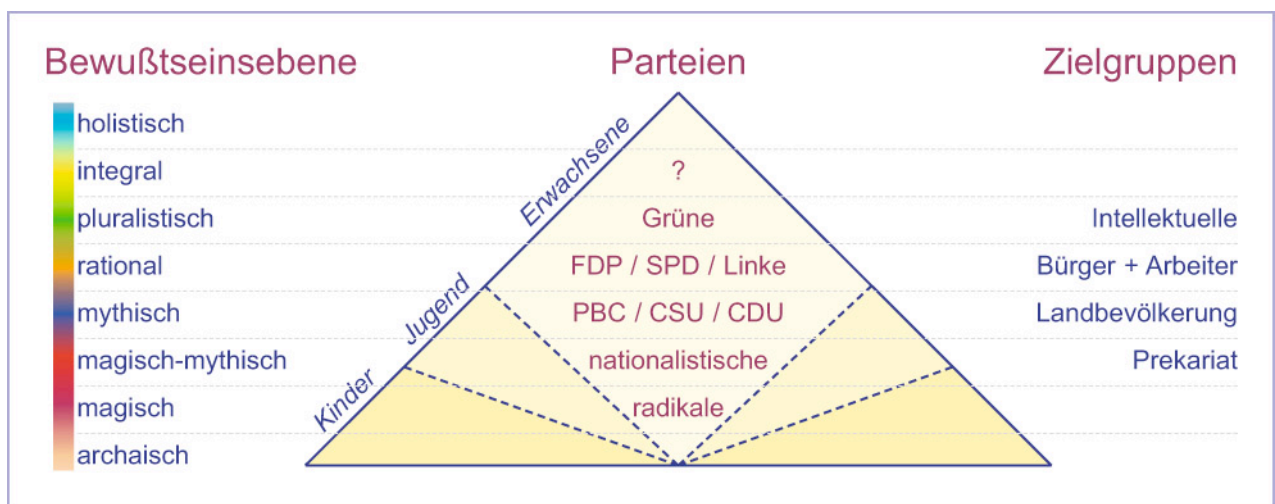 Bewußtseinsebene Parteien Zielgruppen
holistisch
Erwachsene
integral ?
pluralistisch Grüne Intellektuelle
rational FDP / SPD / Linke Bürger + Arbeiter
Jugend
mythisch PBC / CSU / CDU Landbevölkerung
magisch-mythisch nationalistische Prekariat
Kinder
magisch radikale
archaisch